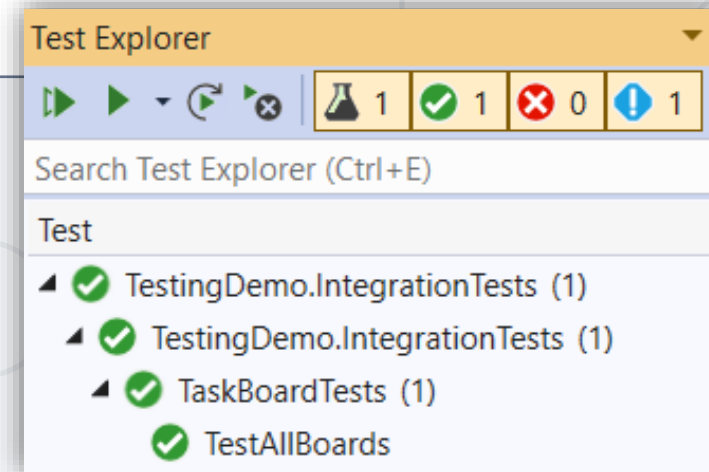 Test Explorer
1 1 0 1
Search Test Explorer (Ctrl+E)
Test
TestingDemo.IntegrationTests (1)
TestingDemo.IntegrationTests (1)
TaskBoardTests (1)
TestAllBoards